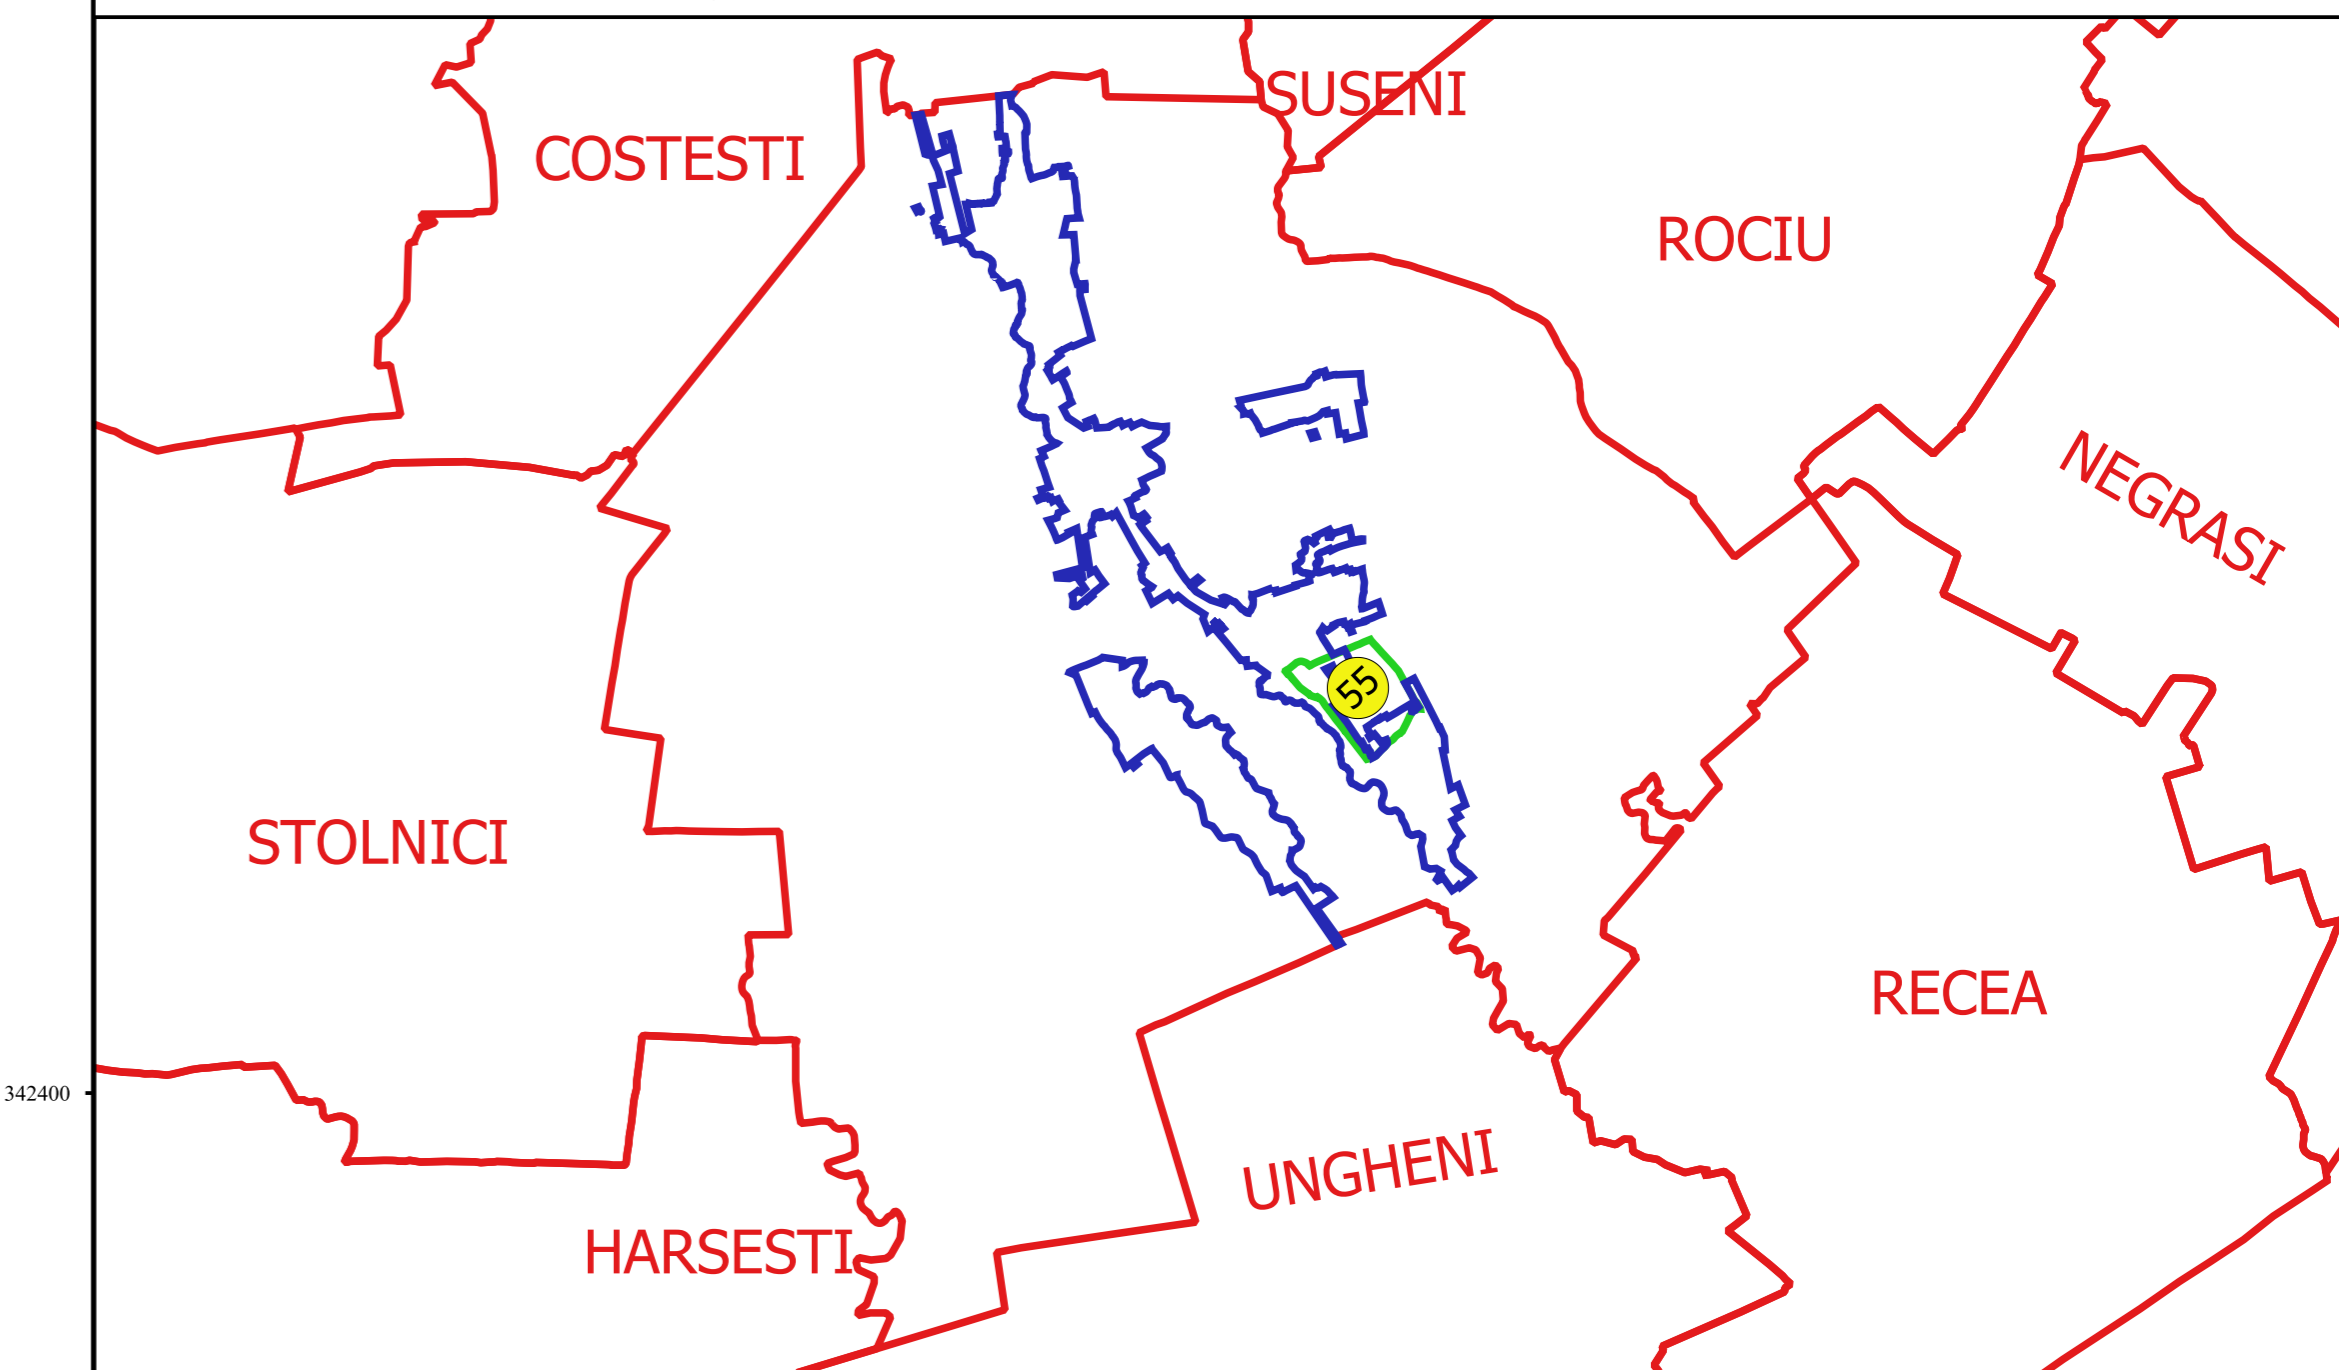 SUSENI
COSTESTI
ROCIU
NEGRASI
55
STOLNICI
RECEA
342400
UNGHENI
HARSESTI